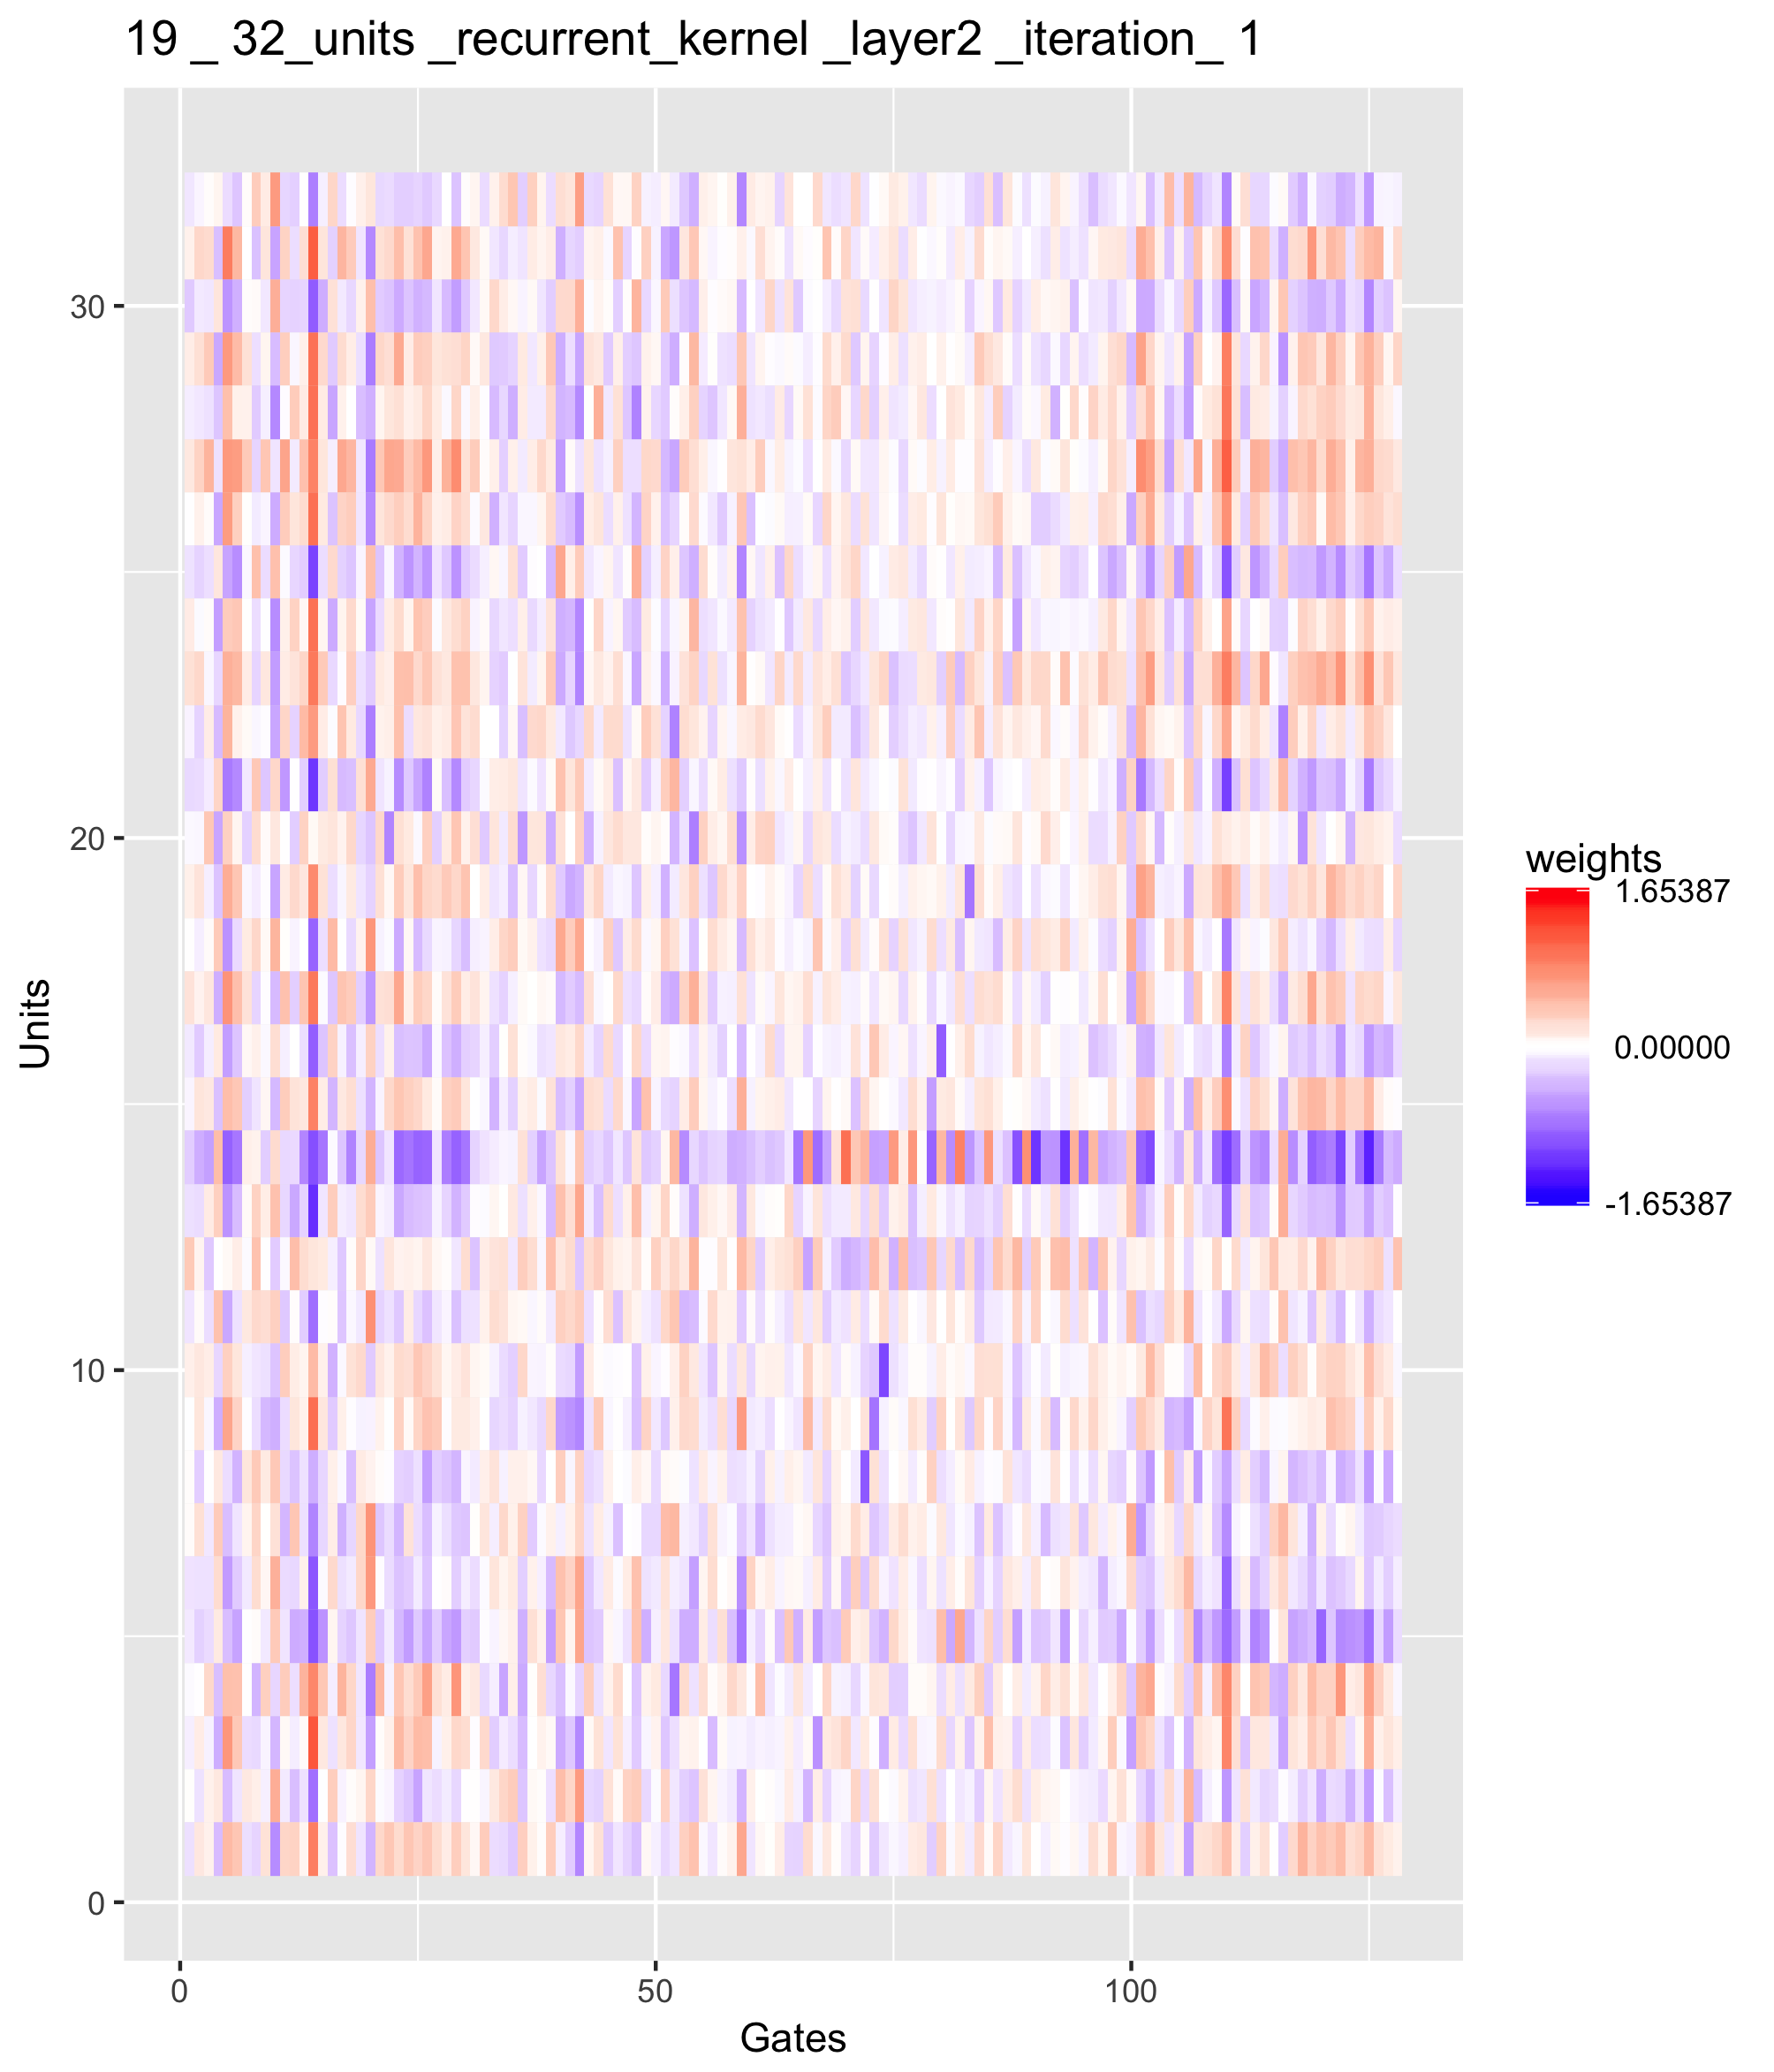 19 _ 32_units _recurrent_kernel _layer2 _iteration_ 1
30
20
10
0
0 50 100
Gates
Units
weights
1.65387
0.00000
-1.65387